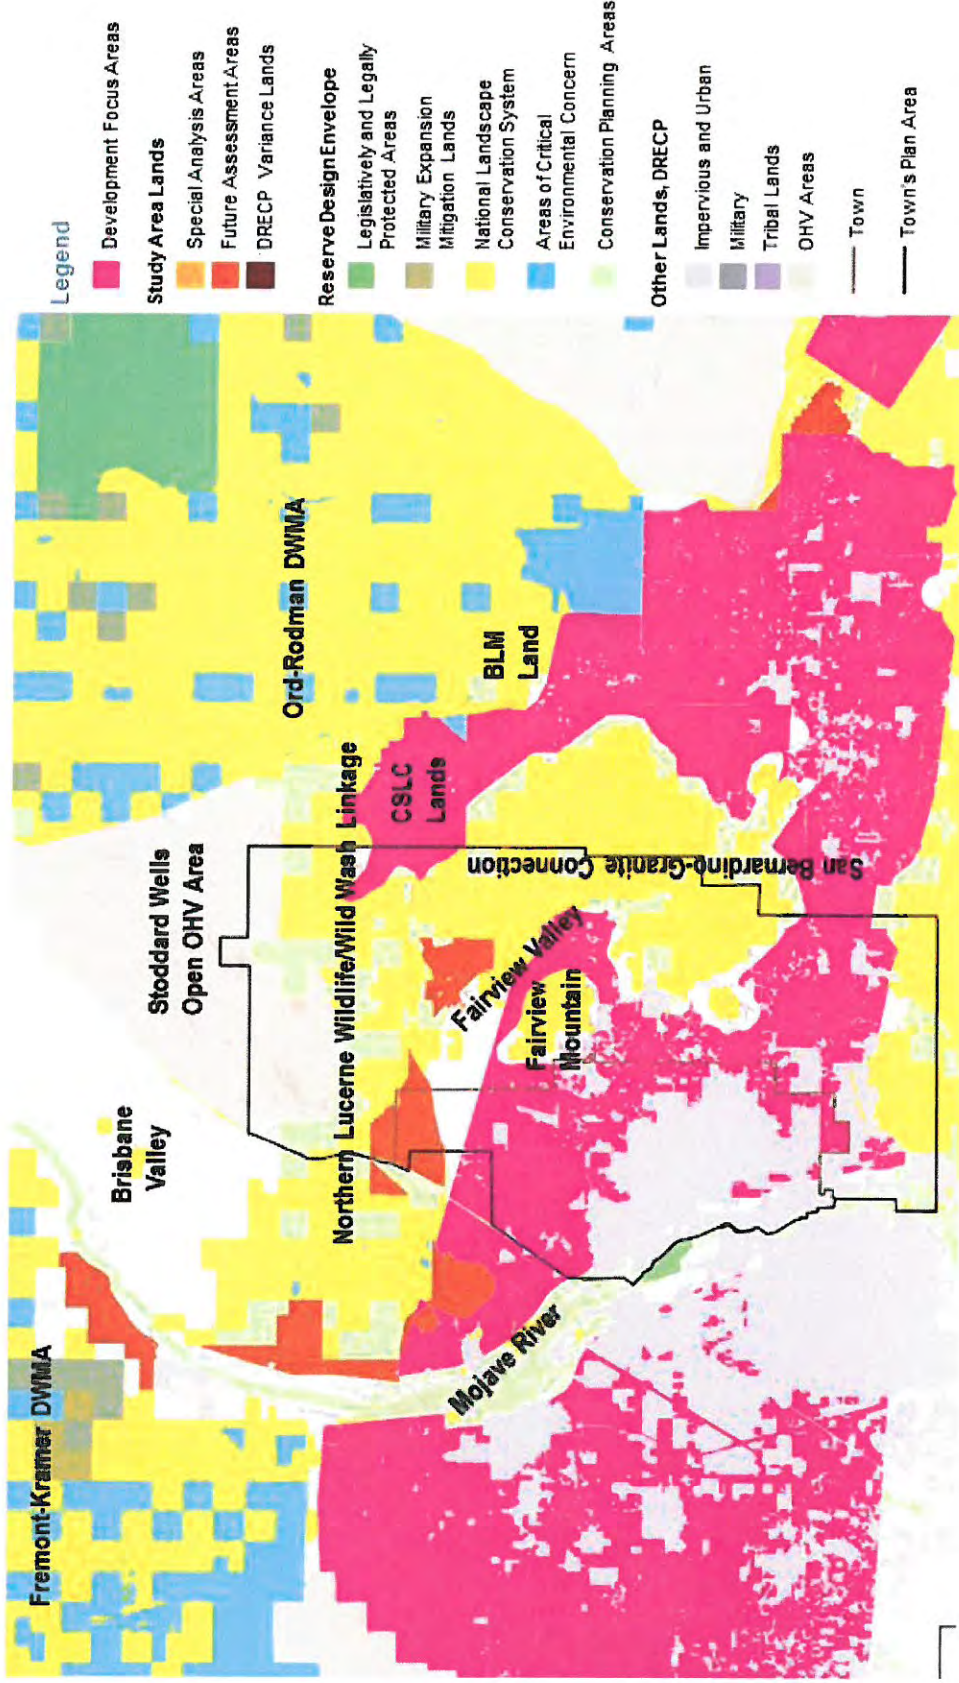 Fremont-Kramer DWMA
Brisbane
Valley
Stoddard Wells
Open OHV Area
Ord-Rodman DWMA
Northern Lucerne Wildlife/Wild Wash Linkage
CSLC
Lands
BLM
Land
Mojave River
Fairview Valley
Fairview
Mountain
San Bernardino-Granite Connection
Legend
Development Focus Areas
Study Area Lands
Special Analysis Areas
Future Assessment Areas
DRECP Variance Lands
Reserve Design Envelope
Legislatively and Legally
Protected Areas
Military Expansion
Mitigation Lands
National Landscape
Conservation System
Areas of Critical
Environmental Concern
Conservation Planning Areas
Other Lands, DRECP
Impervious and Urban
Military
Tribal Lands
OHV Areas
Town
Town's Plan Area